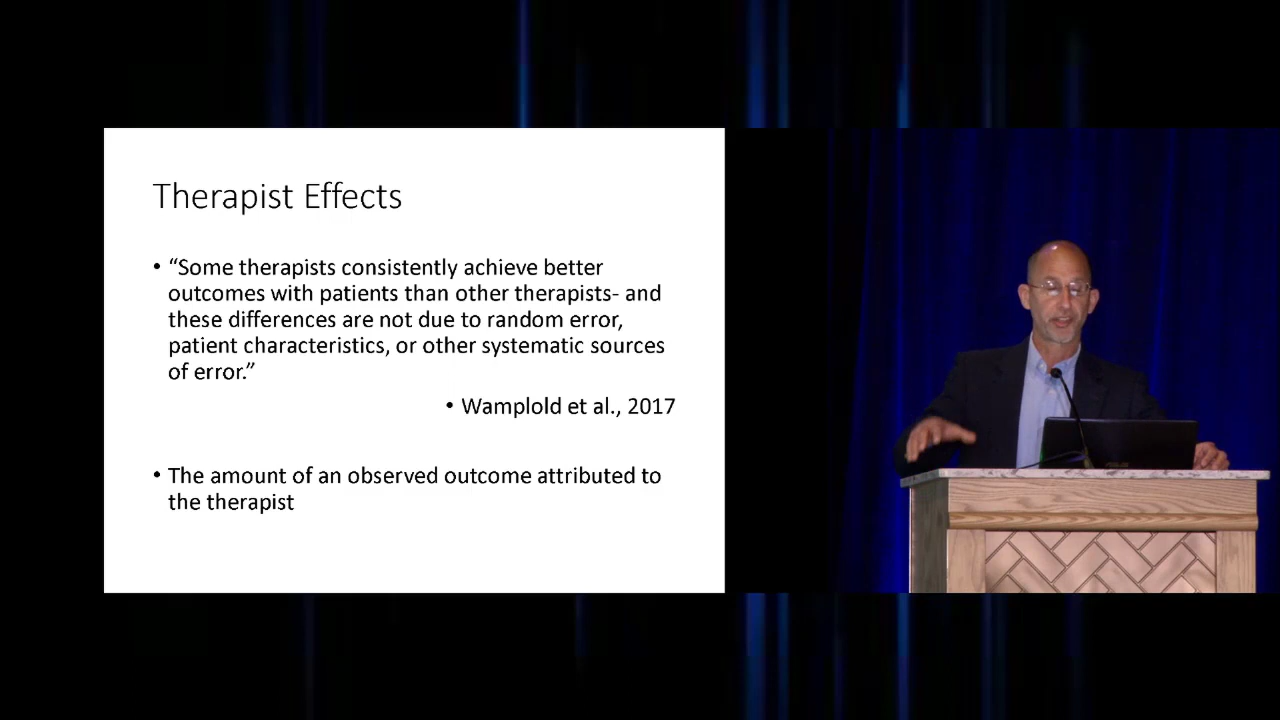 Therapist Effects
• “Some therapists consistently achieve better
outcomes with patients than other therapists- and
these differences are not due to random error,
patient characteristics, or other systematic sources
of error.”
• Wamplold et al., 2017
• The amount of an observed outcome attributed to
the therapist